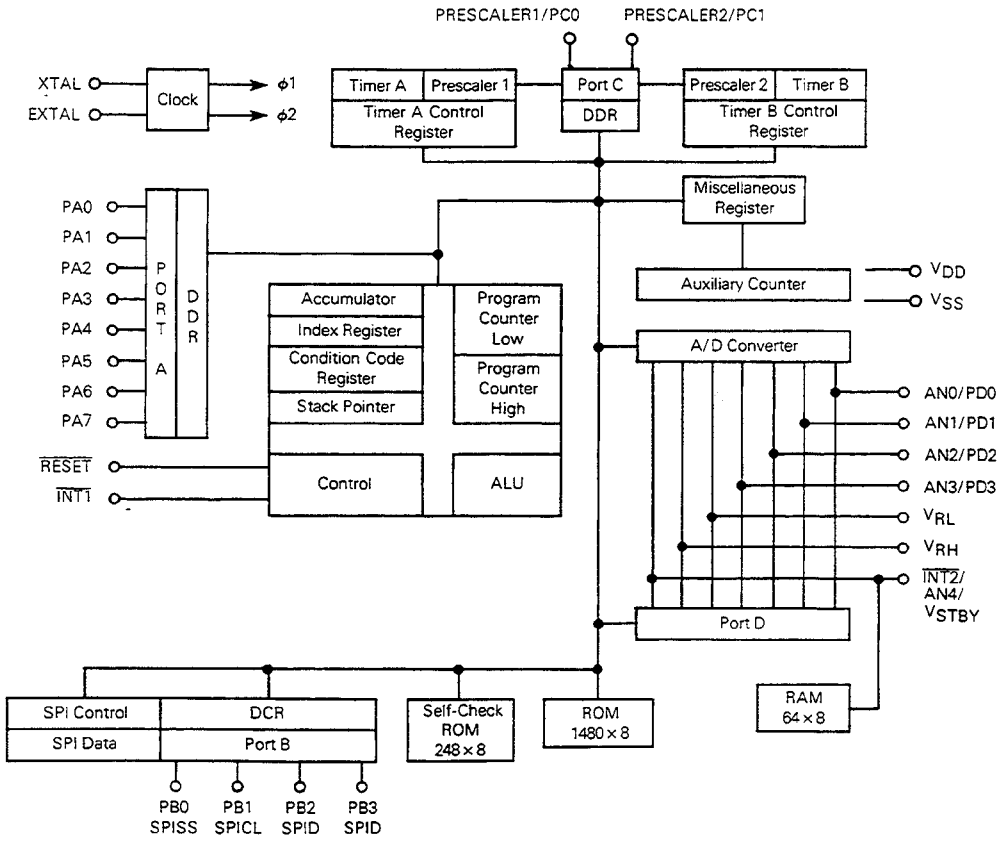 PRESCALER1/PC0
PRESCALER2/PC1
XTAL
EXTAL
Clock
ϕ1
ϕ2
Timer A
Prescaler 1
Timer A Control
Register
Port C
DDR
Prescaler 2
Timer B
Timer B Control
Register
Miscellaneous
Register
Auxiliary Counter
VDD
VSS
PA0
PA1
PA2
PA3
PA4
PA5
PA6
PA7
PORT A
DDR
Accumulator
Index Register
Condition Code
Register
Stack Pointer
Program
Counter
Low
Program
Counter
High
Control
ALU
RESET
INT1
A/D Converter
AN0/PD0
AN1/PD1
AN2/PD2
AN3/PD3
VRL
VRH
INT2/
AN4/
VSTBY
Port D
RAM
64×8
SPI Control
DCR
SPI Data
Port B
Self-Check
ROM
248×8
ROM
1480×8
PB0
SPISS
PB1
SPICL
PB2
SPID
PB3
SPID